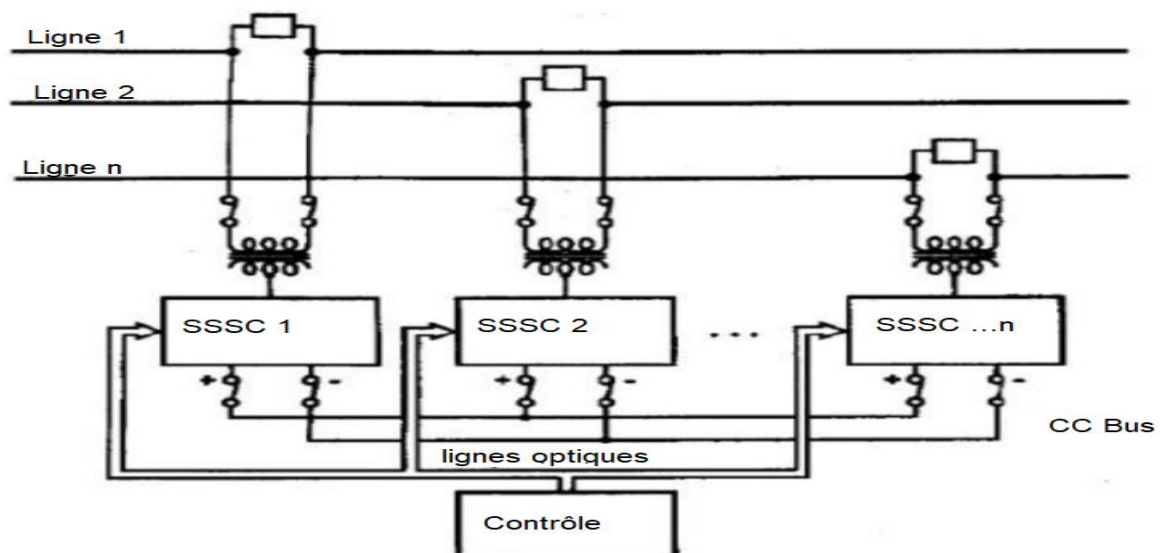 Ligne 1
Ligne 2
Ligne n
SSSC 1
SSSC 2
. . .
SSSC ...n
+ -
+ -
+ -
CC Bus
lignes optiques
Contrôle